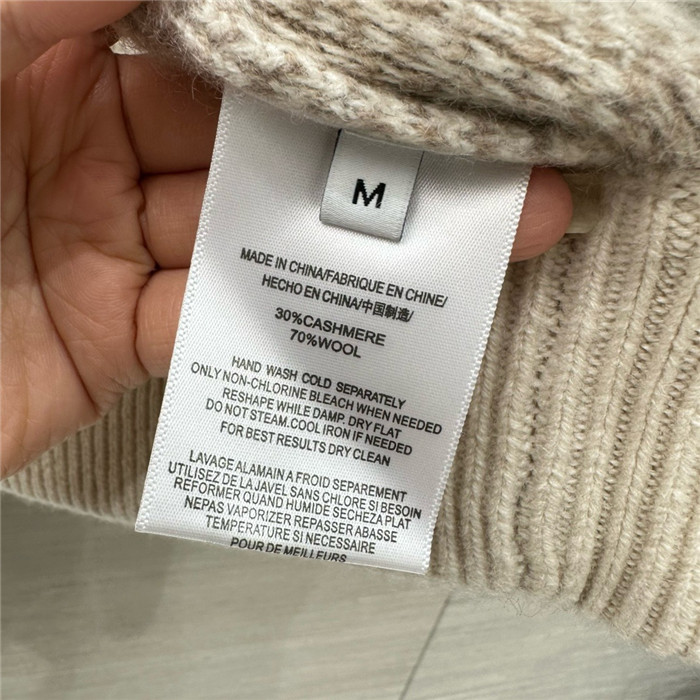 M
MADE IN CHINA/FABRIQUE EN CHINE/
HECHO EN CHINA/中国制造/
30%CASHMERE
70%WOOL
HAND WASH COLD SEPARATELY
ONLY NON-CHLORINE BLEACH WHEN NEEDED
RESHAPE WHILE DAMP. DRY FLAT
DO NOT STEAM.COOL IRON IF NEEDED
FOR BEST RESULTS DRY CLEAN
LAVAGE ALAMAIN A FROID SEPAREMENT
UTILISEZ DE LA JAVEL SANS CHLORE SI BESOIN
REFORMER QUAND HUMIDE SECHEZA PLAT
NEPAS VAPORIZER REPASSER ABASSE
TEMPERATURE SI NECESSAIRE
POUR DE MEILLEURS